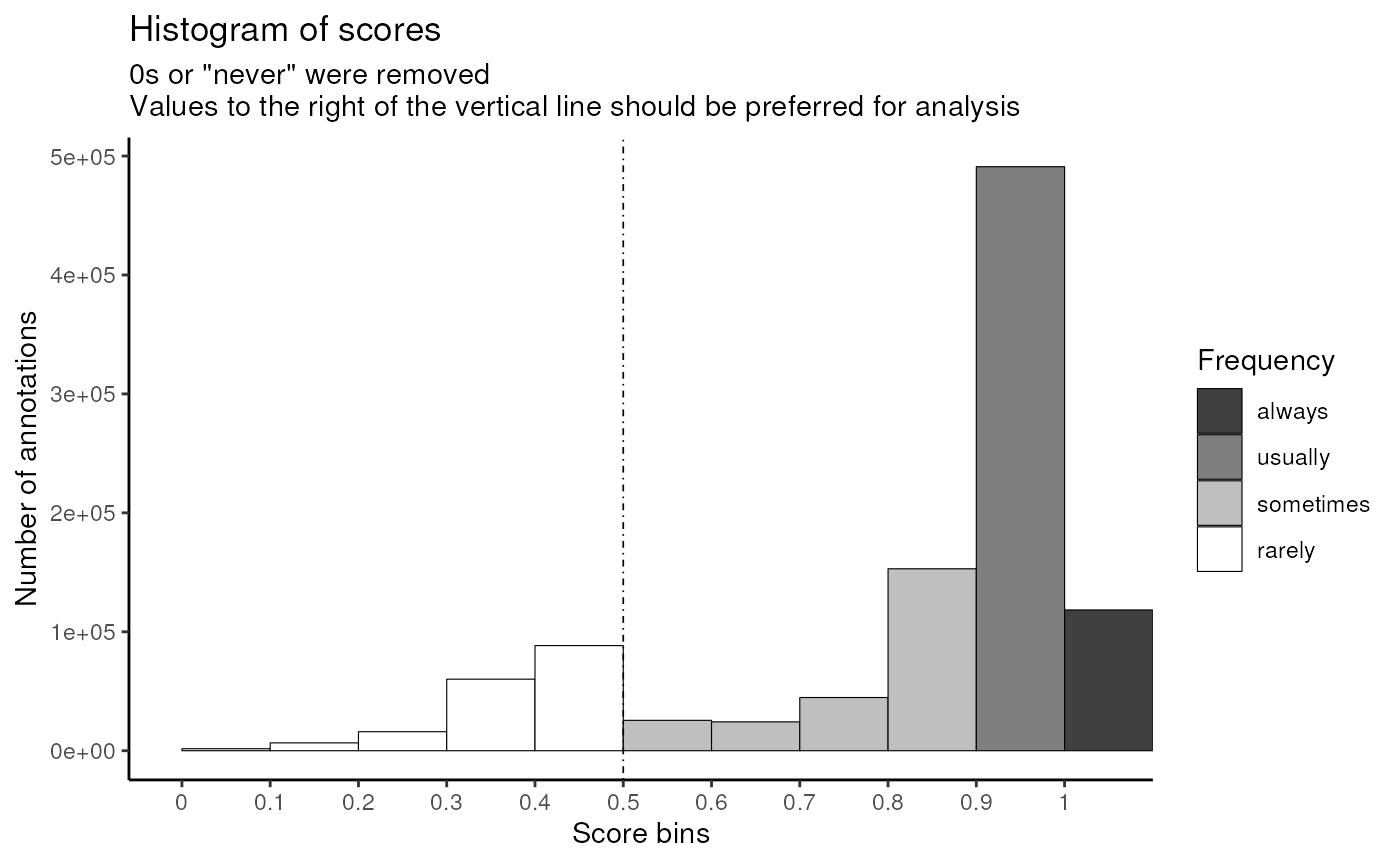 Histogram of scores
0s or "never" were removed
Values to the right of the vertical line should be preferred for analysis
5e+05
4e+05
3e+05
2e+05
1e+05
0e+00
Number of annotations
0 0.1 0.2 0.3 0.4 0.5 0.6 0.7 0.8 0.9 1
Score bins
Frequency
always
usually
sometimes
rarely